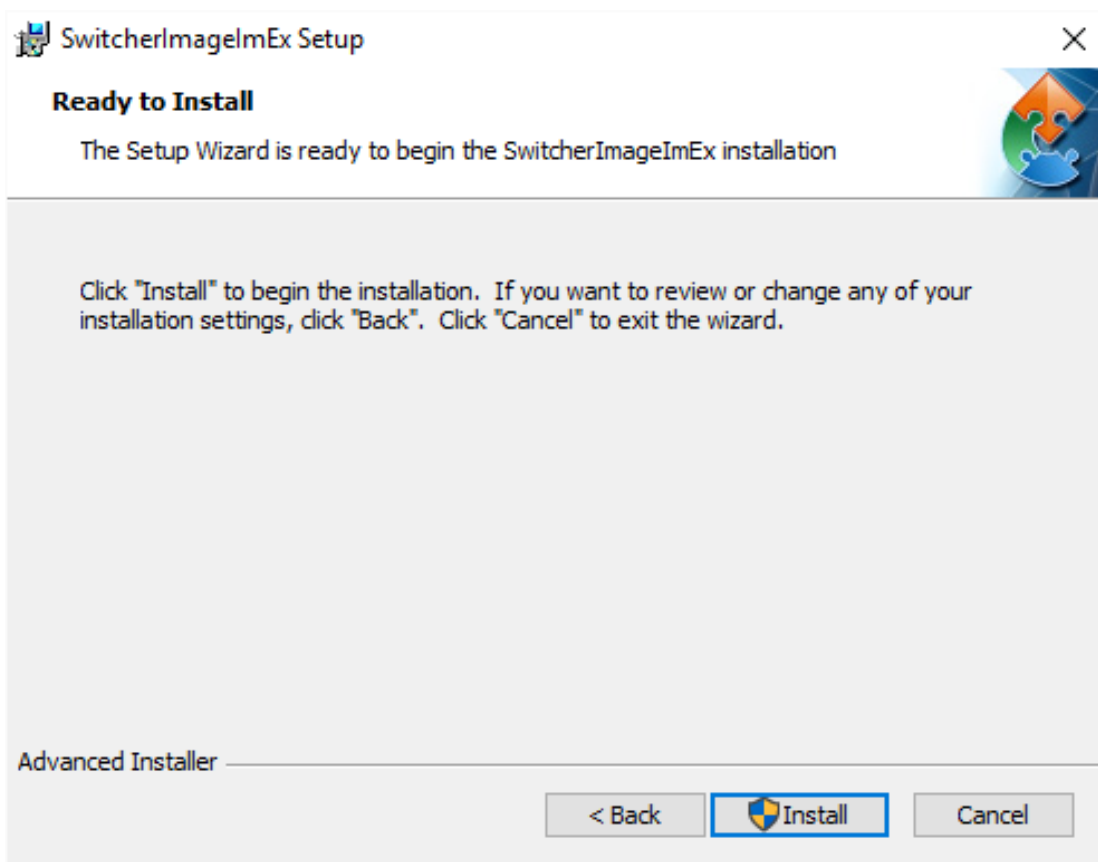 SwitcherImageImEx Setup
Ready to Install
The Setup Wizard is ready to begin the SwitcherImageImEx installation
Click "Install" to begin the installation.  If you want to review or change any of your
installation settings, click "Back".  Click "Cancel" to exit the wizard.
Advanced Installer
< Back
Install
Cancel